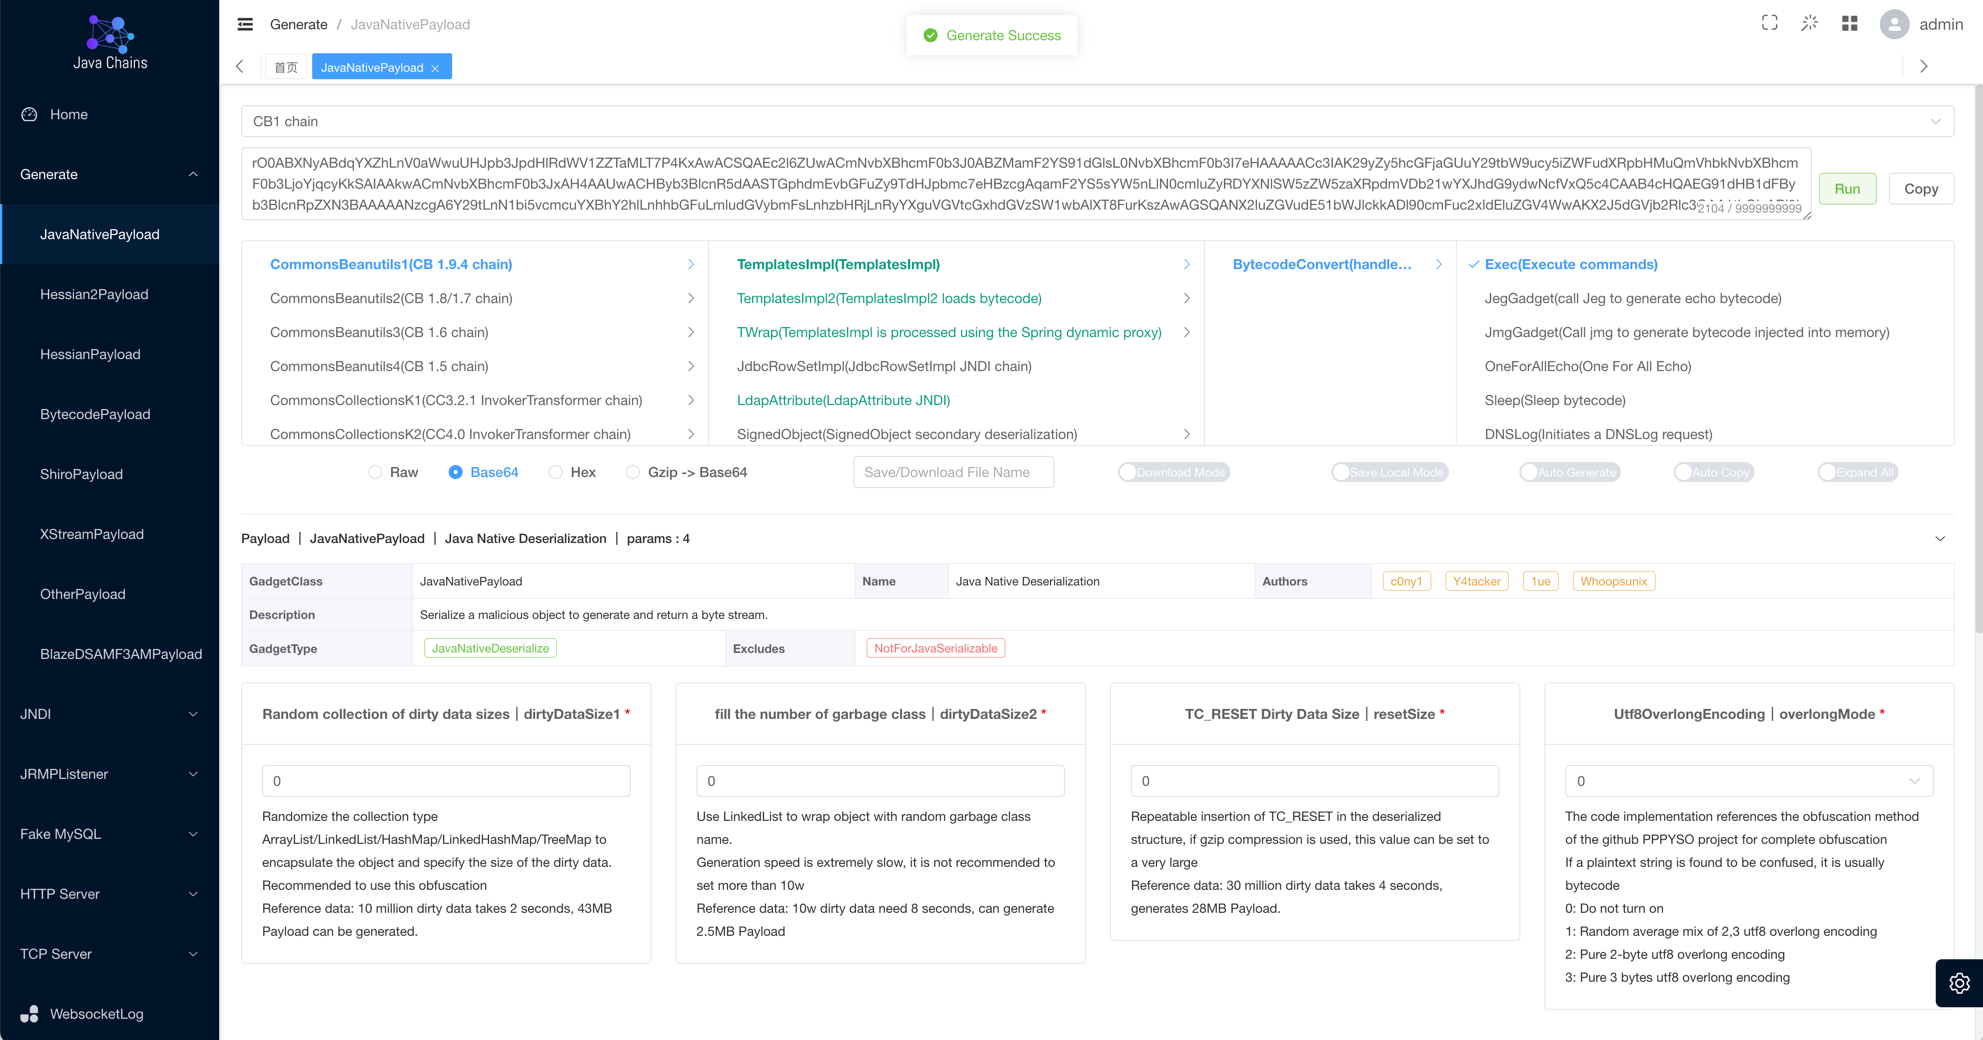 Java Chains
Home
Generate
JavaNativePayload
Hessian2Payload
HessianPayload
BytecodePayload
ShiroPayload
XStreamPayload
OtherPayload
BlazeDSAMF3AMPayload
JNDI
JRMPListener
Fake MySQL
HTTP Server
TCP Server
WebsocketLog
Generate / JavaNativePayload
Generate Success
admin
首页
JavaNativePayload
CB1 chain
2104 / 9999999999
Run
Copy
CommonsBeanutils1(CB 1.9.4 chain)
CommonsBeanutils2(CB 1.8/1.7 chain)
CommonsBeanutils3(CB 1.6 chain)
CommonsBeanutils4(CB 1.5 chain)
CommonsCollectionsK1(CC3.2.1 InvokerTransformer chain)
CommonsCollectionsK2(CC4.0 InvokerTransformer chain)
TemplatesImpl(TemplatesImpl)
TemplatesImpl2(TemplatesImpl2 loads bytecode)
TWrap(TemplatesImpl is processed using the Spring dynamic proxy)
JdbcRowSetImpl(JdbcRowSetImpl JNDI chain)
LdapAttribute(LdapAttribute JNDI)
SignedObject(SignedObject secondary deserialization)
BytecodeConvert(handle...
Exec(Execute commands)
JegGadget(call Jeg to generate echo bytecode)
JmgGadget(Call jmg to generate bytecode injected into memory)
OneForAllEcho(One For All Echo)
Sleep(Sleep bytecode)
DNSLog(Initiates a DNSLog request)
Raw
Base64
Hex
Gzip -> Base64
Save/Download File Name
Download Mode
Save Local Mode
Auto Generate
Auto Copy
Expand All
Payload | JavaNativePayload | Java Native Deserialization | params : 4
GadgetClass JavaNativePayload Name Java Native Deserialization Authors c0ny1 Y4tacker 1ue Whoopsunix
Description Serialize a malicious object to generate and return a byte stream.
GadgetType JavaNativeDeserialize Excludes NotForJavaSerializable
Random collection of dirty data sizes | dirtyDataSize1 *
0
Randomize the collection type
ArrayList/LinkedList/HashMap/LinkedHashMap/TreeMap to
encapsulate the object and specify the size of the dirty data.
Recommended to use this obfuscation
Reference data: 10 million dirty data takes 2 seconds, 43MB
Payload can be generated.
fill the number of garbage class | dirtyDataSize2 *
0
Use LinkedList to wrap object with random garbage class
name.
Generation speed is extremely slow, it is not recommended to
set more than 10w
Reference data: 10w dirty data need 8 seconds, can generate
2.5MB Payload
TC_RESET Dirty Data Size | resetSize *
0
Repeatable insertion of TC_RESET in the deserialized
structure, if gzip compression is used, this value can be set to
a very large
Reference data: 30 million dirty data takes 4 seconds,
generates 28MB Payload.
Utf8OverlongEncoding | overlongMode *
0
The code implementation references the obfuscation method
of the github PPPYSO project for complete obfuscation
If a plaintext string is found to be confused, it is usually
bytecode
0: Do not turn on
1: Random average mix of 2,3 utf8 overlong encoding
2: Pure 2-byte utf8 overlong encoding
3: Pure 3 bytes utf8 overlong encoding